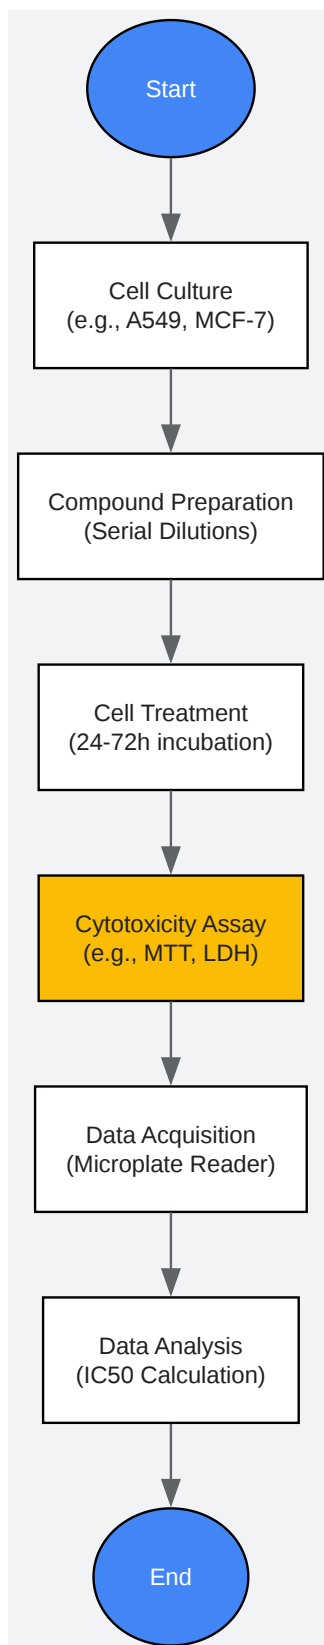 Start
Cell Culture
(e.g., A549, MCF-7)
Compound Preparation
(Serial Dilutions)
Cell Treatment
(24-72h incubation)
Cytotoxicity Assay
(e.g., MTT, LDH)
Data Acquisition
(Microplate Reader)
Data Analysis
(IC50 Calculation)
End